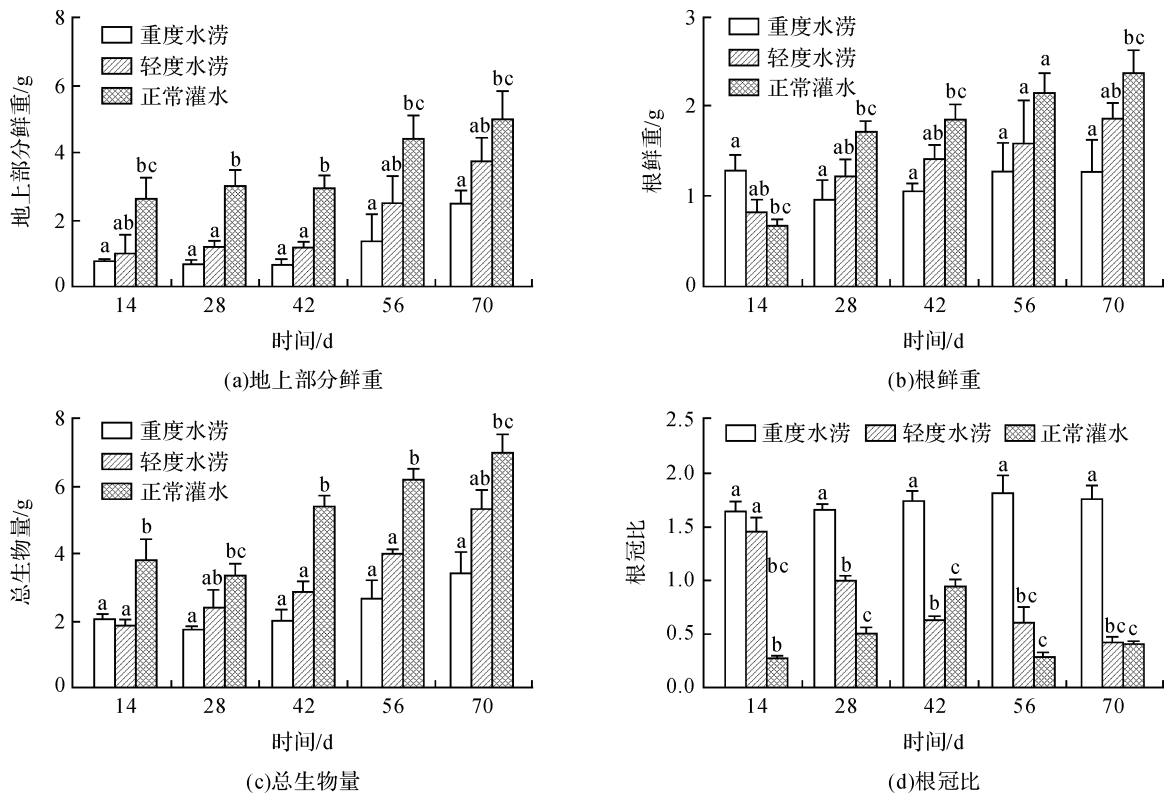 8
6
4
2
0
地上部分鲜重/g
重度水涝
轻度水涝
正常灌水
a ab bc
a a b
a a b
a ab bc
a ab bc
14 28 42 56 70
时间/d
(a)地上部分鲜重
3
2
1
0
根鲜重/g
重度水涝
轻度水涝
正常灌水
a ab bc
a ab bc
a ab bc
a a a
a ab bc
14 28 42 56 70
时间/d
(b)根鲜重
8
6
4
2
0
总生物量/g
重度水涝
轻度水涝
正常灌水
a a b
a ab bc
a a b
a a b
a ab bc
14 28 42 56 70
时间/d
(c)总生物量
2.5
2.0
1.5
1.0
0.5
0.0
根冠比
重度水涝 轻度水涝 正常灌水
a a bc b
a b c
a b c
a bc c
a bc c
14 28 42 56 70
时间/d
(d)根冠比